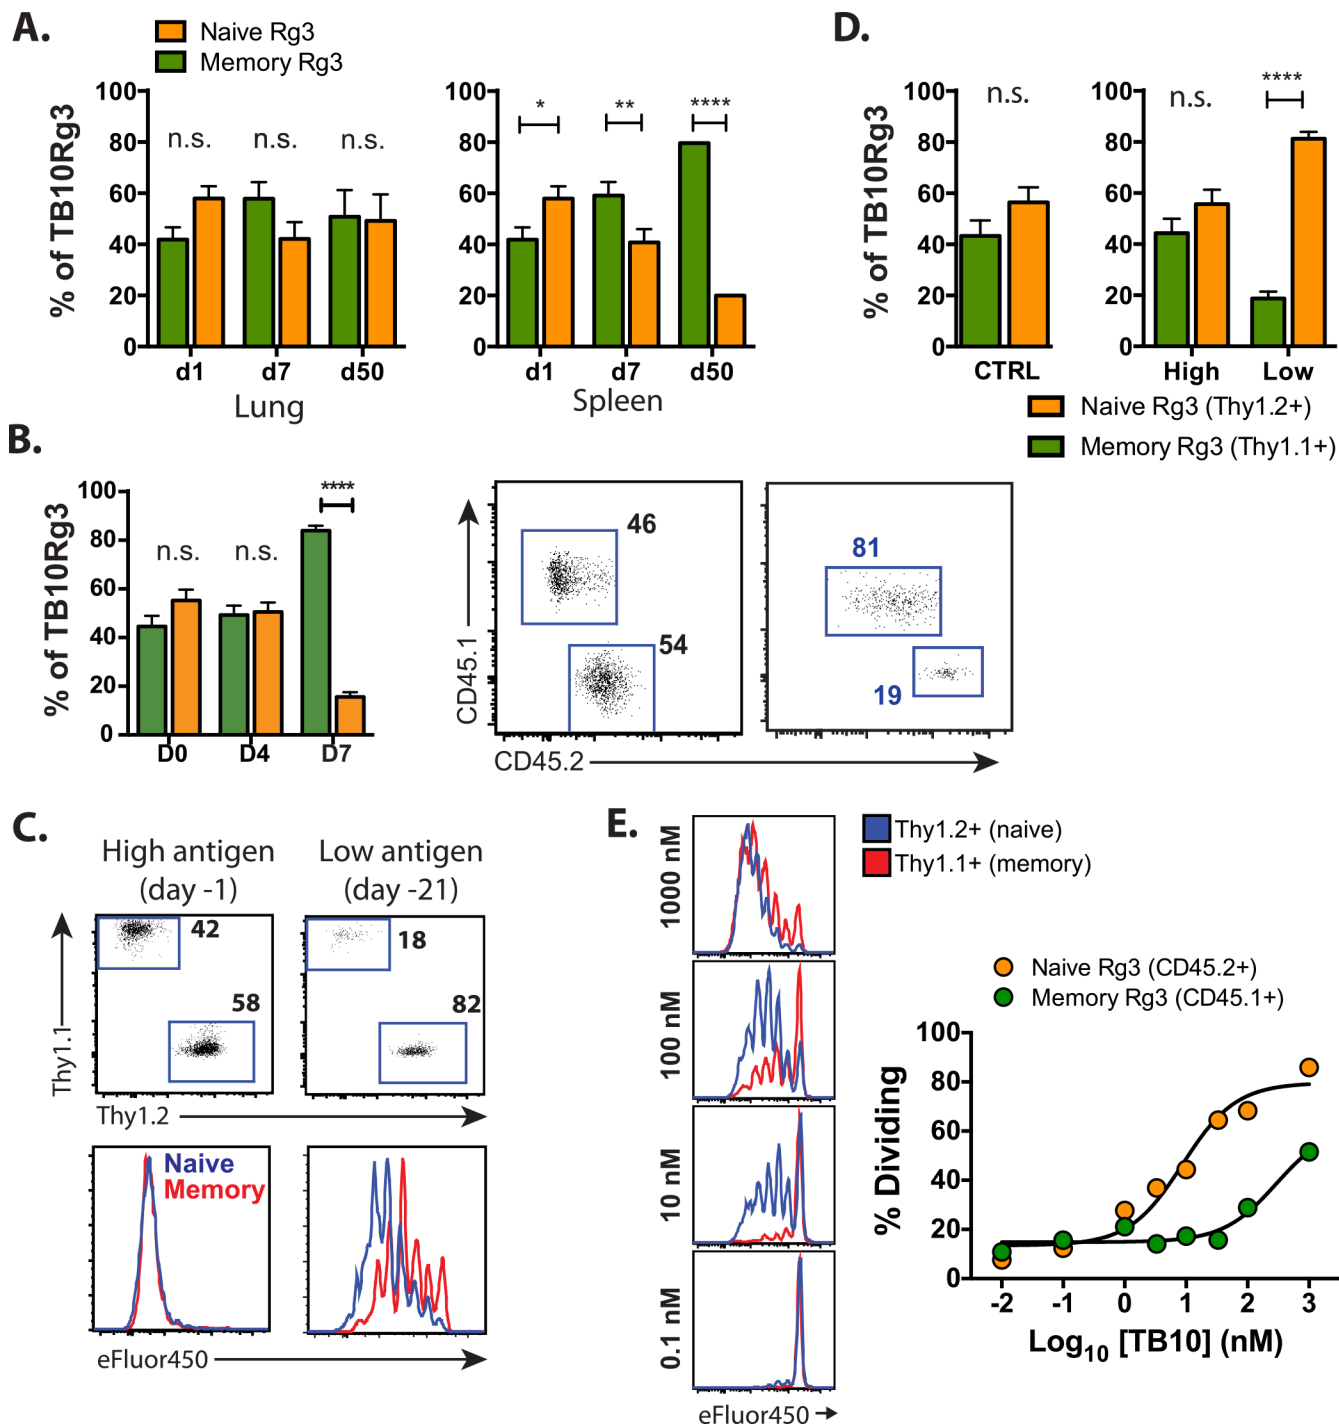 A.
Naive Rg3
Memory Rg3
% of TB10Rg3
100
80
60
40
20
0
n.s. n.s. n.s.
d1 d7 d50
Lung
100
80
60
40
20
0
* ** ****
d1 d7 d50
Spleen
D.
% of TB10Rg3
100
80
60
40
20
0
n.s.
CTRL
100
80
60
40
20
0
n.s. ****
High Low
Naive Rg3 (Thy1.2+)
Memory Rg3 (Thy1.1+)
B.
% of TB10Rg3
100
80
60
40
20
0
n.s. n.s. ****
D0 D4 D7
CD45.1
46
54
81
19
CD45.2
C.
High antigen
(day -1)
Low antigen
(day -21)
Thy1.1
42
58
18
82
Thy1.2
Naive
Memory
eFluor450
E.
1000 nM
100 nM
10 nM
0.1 nM
eFluor450
Thy1.2+ (naive)
Thy1.1+ (memory)
Naive Rg3 (CD45.2+)
Memory Rg3 (CD45.1+)
% Dividing
100
80
60
40
20
0
-2 -1 0 1 2 3
Log10 [TB10] (nM)